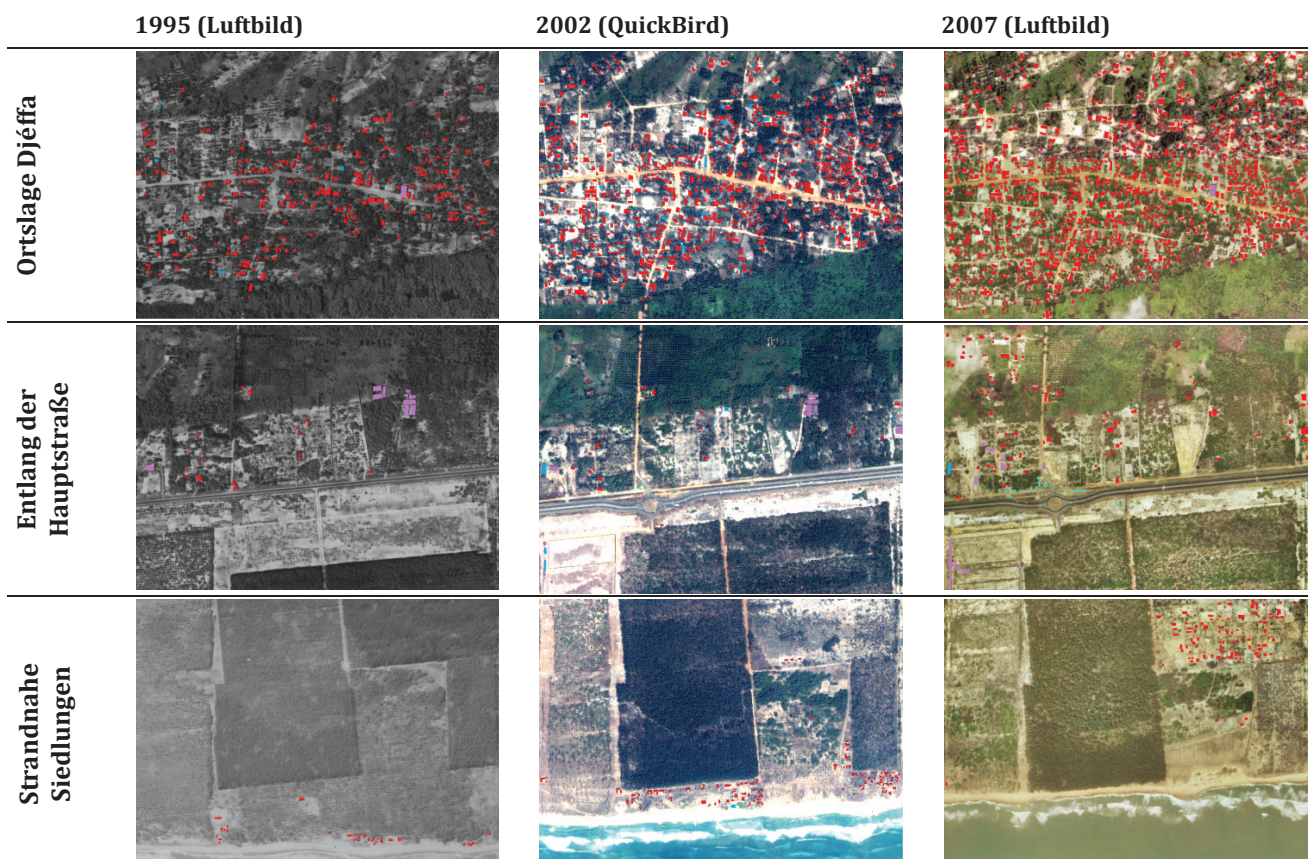 1995 (Luftbild)
2002 (QuickBird)
2007 (Luftbild)
Ortslage Djéffa
Entlang der
Hauptstraße
Strandnahe
Siedlungen